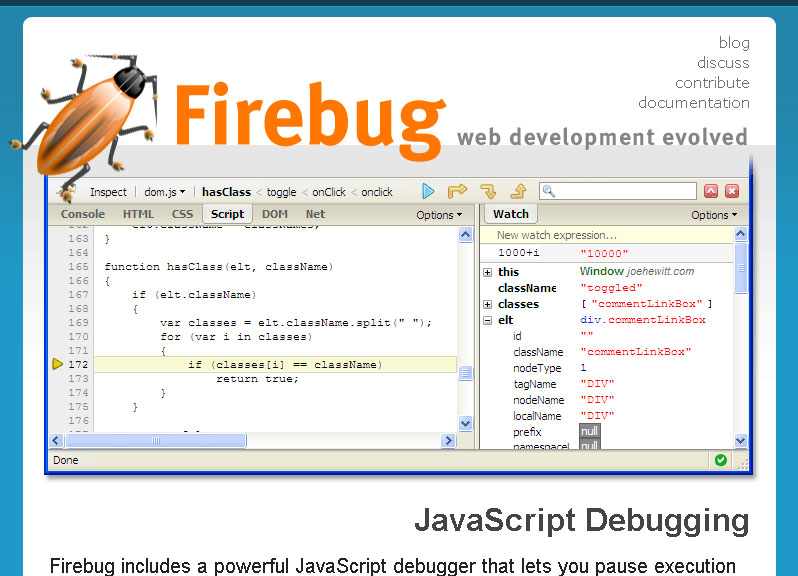 blog
discuss
contribute
documentation
Firebug web development evolved
Inspect dom.js hasClass < toggle < onClick < onclick
Console HTML CSS Script DOM Net Options
163 }
164
165 function hasClass(elt, className)
166 {
167 if (elt.className)
168 {
169 var classes = elt.className.split(" ");
170 for (var i in classes)
171 {
172 if (classes[i] == className)
173 return true;
174 }
175 }
176
Watch Options
New watch expression...
1000+i "10000"
this Window joehewitt.com
className "toggled"
classes ["commentLinkBox"]
elt div.commentLinkBox
id ""
className "commentLinkBox"
nodeType 1
tagName "DIV"
nodeName "DIV"
localName "DIV"
prefix null
namespaceI null
Done
JavaScript Debugging
Firebug includes a powerful JavaScript debugger that lets you pause execution